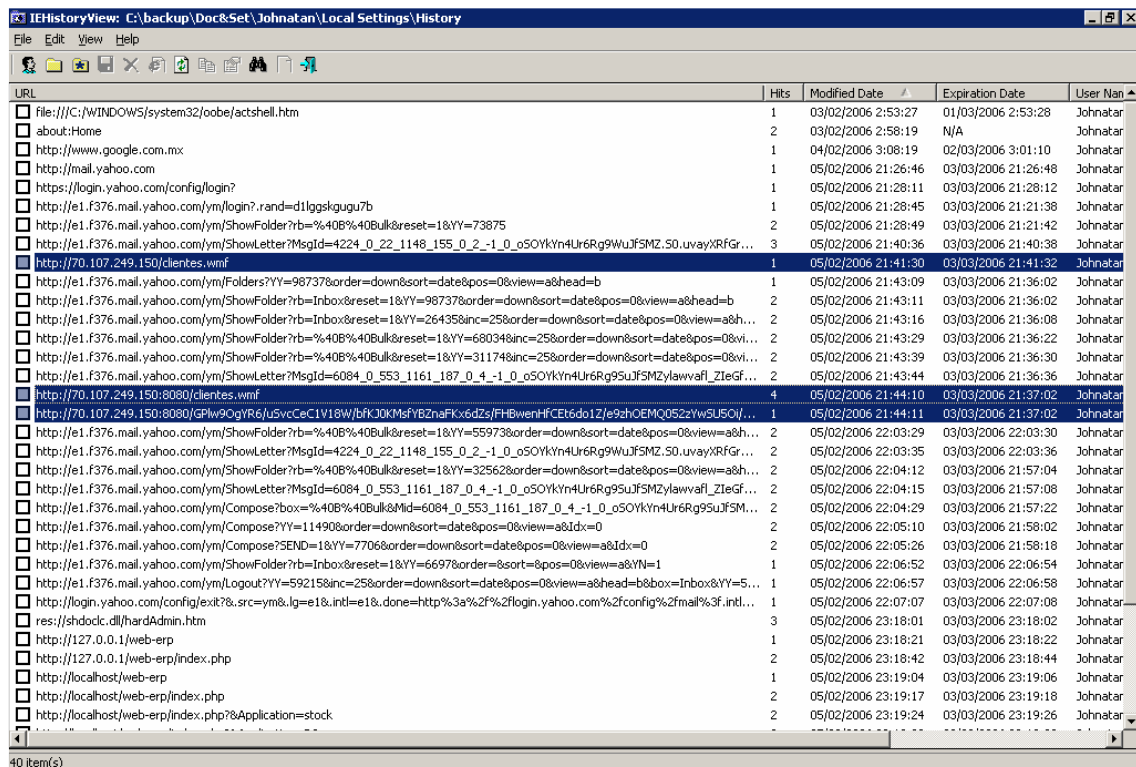 IEHistoryView: C:\backup\Doc&Set\Johnatan\Local Settings\History
File Edit View Help
URL Hits Modified Date Expiration Date User Nan
file:///C:/WINDOWS/system32/oobe/actshell.htm 1 03/02/2006 2:53:27 01/03/2006 2:53:28 Johnatar
about:Home 2 03/02/2006 2:58:19 N/A Johnatar
http://www.google.com.mx 1 04/02/2006 3:08:19 02/03/2006 3:01:10 Johnatar
http://mail.yahoo.com 1 05/02/2006 21:26:46 03/03/2006 21:26:48 Johnatar
https://login.yahoo.com/config/login? 1 05/02/2006 21:28:11 03/03/2006 21:28:12 Johnatar
http://e1.f376.mail.yahoo.com/ym/login?.rand=d1lggskgugu7b 1 05/02/2006 21:28:45 03/03/2006 21:21:38 Johnatar
http://e1.f376.mail.yahoo.com/ym/ShowFolder?rb=%40B%40Bulk&reset=1&YY=73875 2 05/02/2006 21:28:49 03/03/2006 21:21:42 Johnatar
http://e1.f376.mail.yahoo.com/ym/ShowLetter?MsgId=4224_0_22_1148_155_0_2_-1_0_oSOYkYn4Ur6Rg9WuJfSMZ.S0.uvayXRfGr... 3 05/02/2006 21:40:36 03/03/2006 21:40:38 Johnatar
http://70.107.249.150/clientes.wmf 1 05/02/2006 21:41:30 03/03/2006 21:41:32 Johnatar
http://e1.f376.mail.yahoo.com/ym/Folders?YY=98737&order=down&sort=date&pos=0&view=a&head=b 1 05/02/2006 21:43:09 03/03/2006 21:36:02 Johnatar
http://e1.f376.mail.yahoo.com/ym/ShowFolder?rb=Inbox&reset=1&YY=98737&order=down&sort=date&pos=0&view=a&head=b 2 05/02/2006 21:43:11 03/03/2006 21:36:02 Johnatar
http://e1.f376.mail.yahoo.com/ym/ShowFolder?rb=Inbox&reset=1&YY=26435&inc=25&order=down&sort=date&pos=0&view=a&h... 2 05/02/2006 21:43:16 03/03/2006 21:36:08 Johnatar
http://e1.f376.mail.yahoo.com/ym/ShowFolder?rb=%40B%40Bulk&reset=1&YY=68034&inc=25&order=down&sort=date&pos=0&vi... 2 05/02/2006 21:43:29 03/03/2006 21:36:22 Johnatar
http://e1.f376.mail.yahoo.com/ym/ShowFolder?rb=%40B%40Bulk&reset=1&YY=31174&inc=25&order=down&sort=date&pos=0&vi... 2 05/02/2006 21:43:39 03/03/2006 21:36:30 Johnatar
http://e1.f376.mail.yahoo.com/ym/ShowLetter?MsgId=6084_0_553_1161_187_0_4_-1_0_oSOYkYn4Ur6Rg9SuJfSMZylawvafl_ZIeGf... 2 05/02/2006 21:43:44 03/03/2006 21:36:36 Johnatar
http://70.107.249.150:8080/clientes.wmf 4 05/02/2006 21:44:10 03/03/2006 21:37:02 Johnatar
http://70.107.249.150:8080/GPlw9OgYR6/uSvcCeC1V18W/bfKJ0KMsfYBZnaFKx6dZs/FHBwenHfCEt6do1Z/e9zhOEMQ052zYwSU5Oi/... 1 05/02/2006 21:44:11 03/03/2006 21:37:02 Johnatar
http://e1.f376.mail.yahoo.com/ym/ShowFolder?rb=%40B%40Bulk&reset=1&YY=55973&order=down&sort=date&pos=0&view=a&h... 2 05/02/2006 22:03:29 03/03/2006 22:03:30 Johnatar
http://e1.f376.mail.yahoo.com/ym/ShowLetter?MsgId=4224_0_22_1148_155_0_2_-1_0_oSOYkYn4Ur6Rg9WuJfSMZ.S0.uvayXRfGr... 2 05/02/2006 22:03:35 03/03/2006 22:03:36 Johnatar
http://e1.f376.mail.yahoo.com/ym/ShowFolder?rb=%40B%40Bulk&reset=1&YY=32562&order=down&sort=date&pos=0&view=a&h... 2 05/02/2006 22:04:12 03/03/2006 21:57:04 Johnatar
http://e1.f376.mail.yahoo.com/ym/ShowLetter?MsgId=6084_0_553_1161_187_0_4_-1_0_oSOYkYn4Ur6Rg9SuJfSMZylawvafl_ZIeGf... 2 05/02/2006 22:04:15 03/03/2006 21:57:08 Johnatar
http://e1.f376.mail.yahoo.com/ym/Compose?box=%40B%40Bulk&Mid=6084_0_553_1161_187_0_4_-1_0_oSOYkYn4Ur6Rg9SuJfSM... 2 05/02/2006 22:04:29 03/03/2006 21:57:22 Johnatar
http://e1.f376.mail.yahoo.com/ym/Compose?YY=11490&order=down&sort=date&pos=0&view=a&Idx=0 2 05/02/2006 22:05:10 03/03/2006 21:58:02 Johnatar
http://e1.f376.mail.yahoo.com/ym/Compose?SEND=1&YY=7706&order=down&sort=date&pos=0&view=a&Idx=0 2 05/02/2006 22:05:26 03/03/2006 21:58:18 Johnatar
http://e1.f376.mail.yahoo.com/ym/ShowFolder?YY=6697&order=&sort=&pos=0&view=a&YN=1 1 05/02/2006 22:06:52 03/03/2006 22:06:54 Johnatar
http://e1.f376.mail.yahoo.com/ym/Logout?YY=59215&inc=25&order=down&sort=date&pos=0&view=a&head=b&box=Inbox&YY=5... 1 05/02/2006 22:06:57 03/03/2006 22:06:58 Johnatar
http://login.yahoo.com/config/exit?&.src=ym&.lg=e1&.intl=e1&.done=http%3a%2f%2flogin.yahoo.com%2fconfig%2fmail%3f.intl... 1 05/02/2006 22:07:07 03/03/2006 22:07:08 Johnatar
res://shdoclc.dll/hardAdmin.htm 3 05/02/2006 23:18:01 03/03/2006 23:18:02 Johnatar
http://127.0.0.1/web-erp 1 05/02/2006 23:18:21 03/03/2006 23:18:22 Johnatar
http://127.0.0.1/web-erp/index.php 2 05/02/2006 23:18:42 03/03/2006 23:18:44 Johnatar
http://localhost/web-erp 1 05/02/2006 23:19:04 03/03/2006 23:19:06 Johnatar
http://localhost/web-erp/index.php 2 05/02/2006 23:19:17 03/03/2006 23:19:18 Johnatar
http://localhost/web-erp/index.php?&Application=stock 2 05/02/2006 23:19:24 03/03/2006 23:19:26 Johnatar
40 item(s)